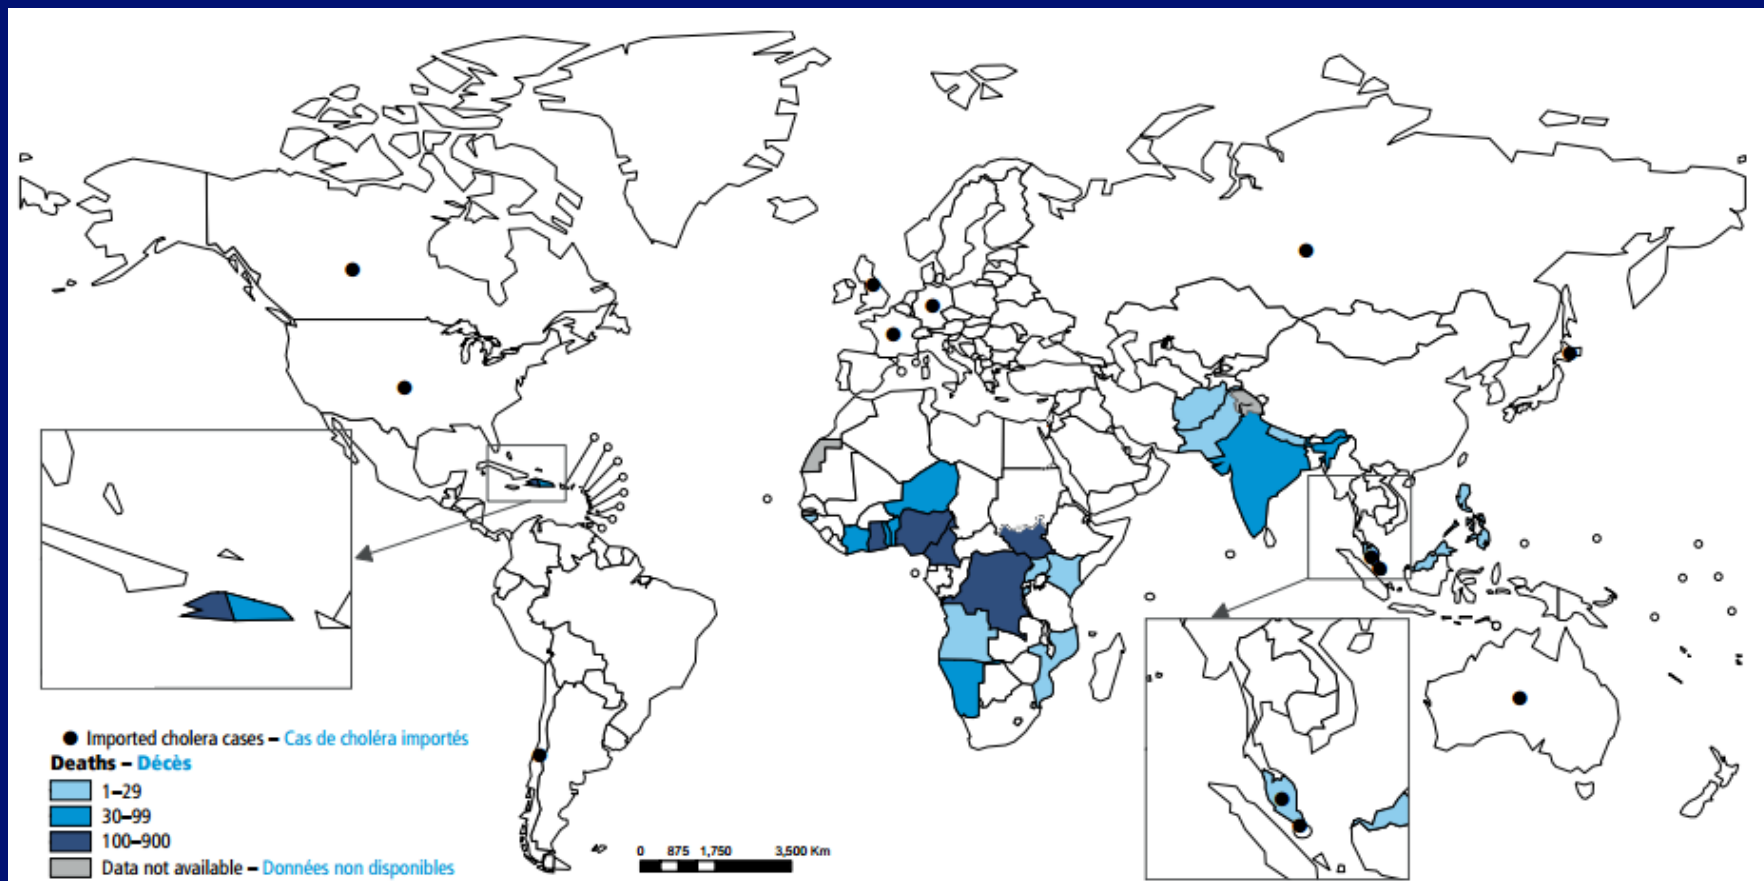 Imported cholera cases – Cas de choléra importés
Deaths – Décès
1–29
30–99
100–900
Data not available – Données non disponibles
0 875 1,750 3,500 Km